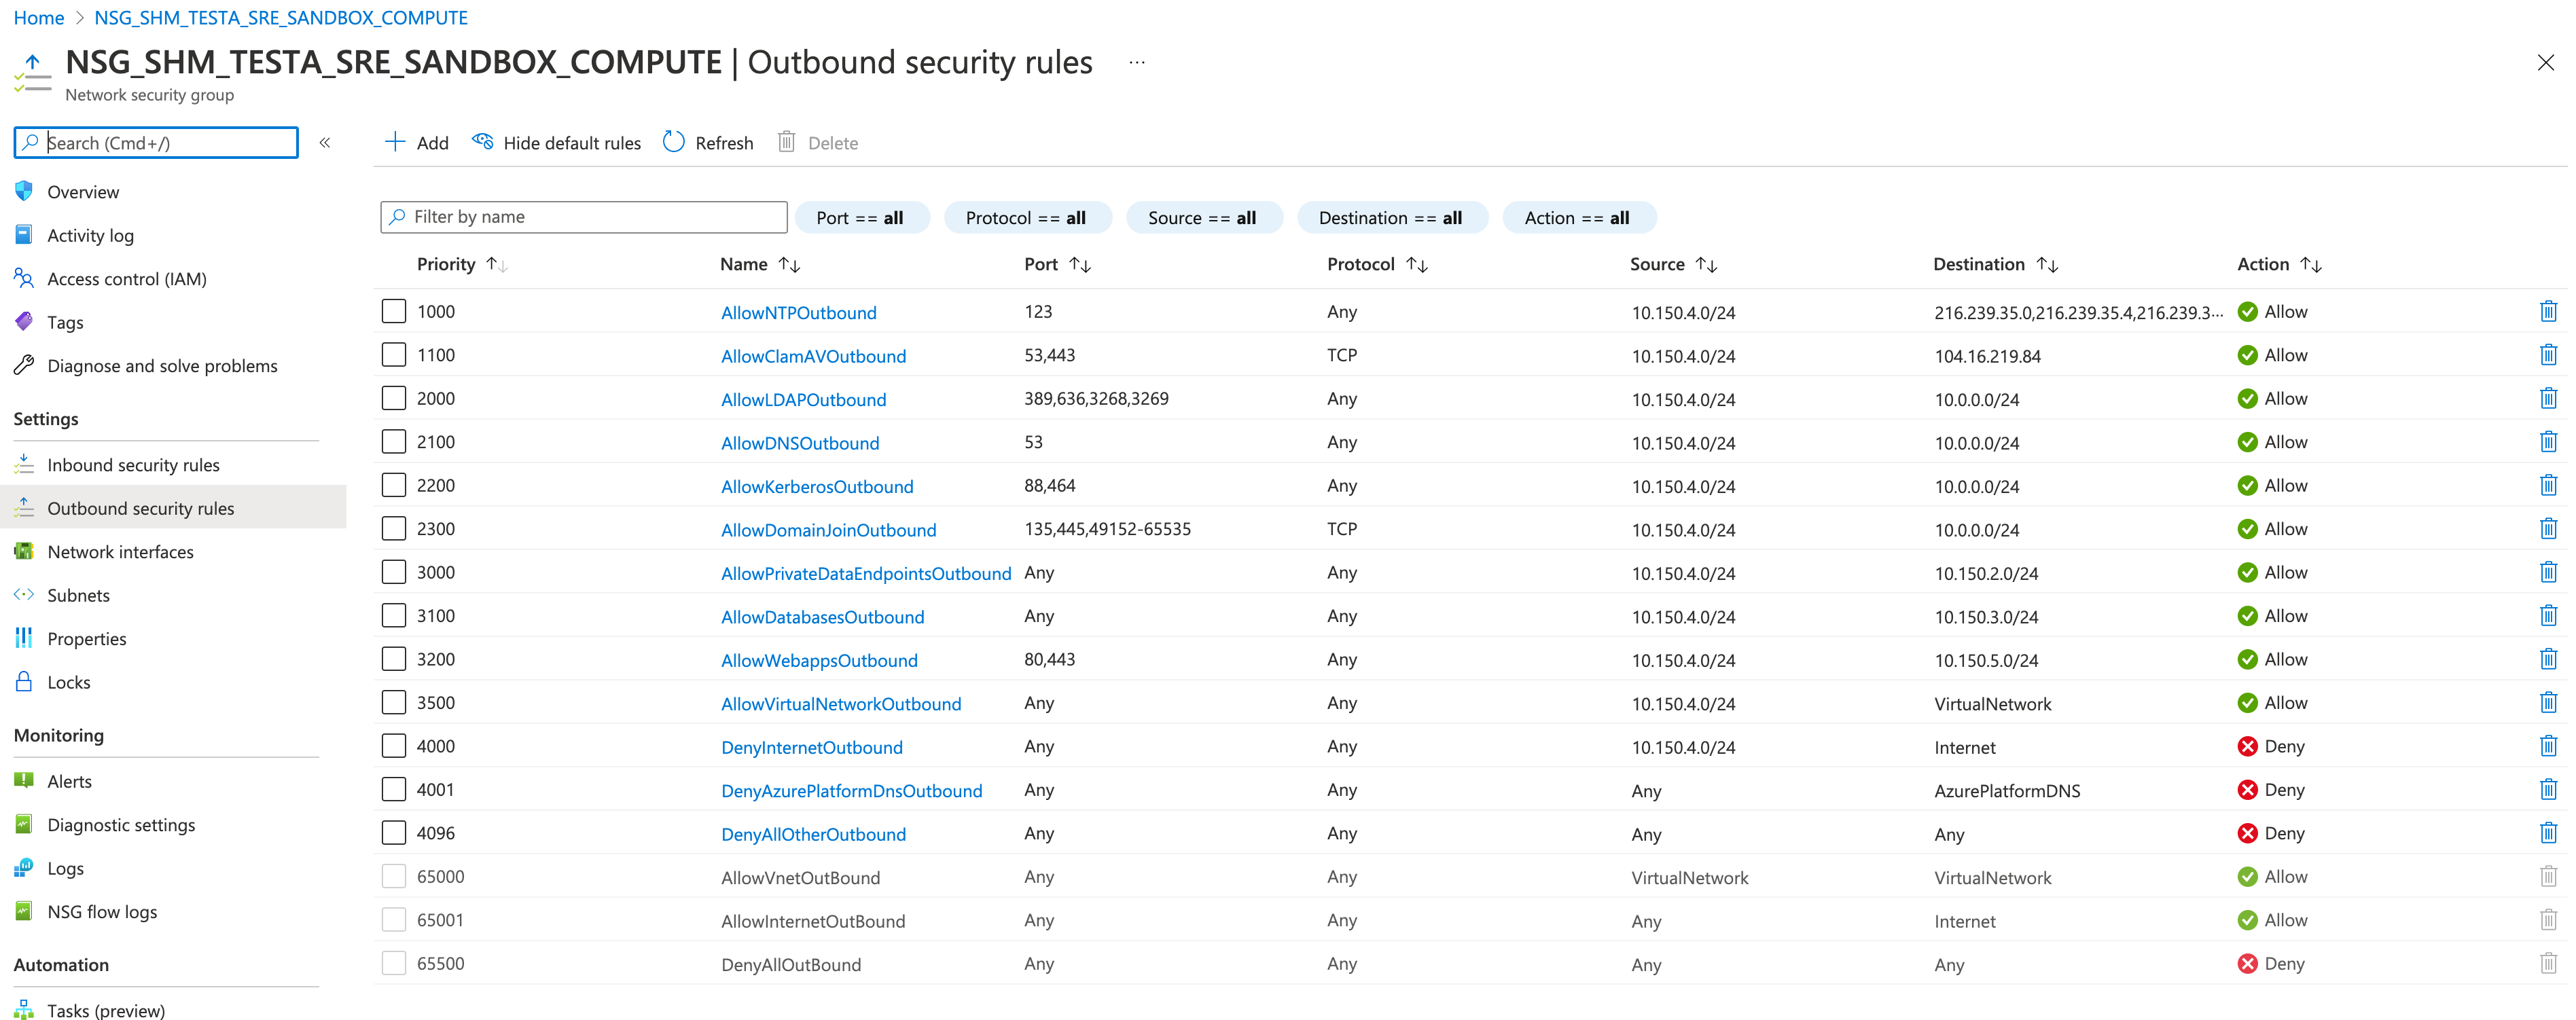 Home > NSG_SHM_TESTA_SRE_SANDBOX_COMPUTE
NSG_SHM_TESTA_SRE_SANDBOX_COMPUTE | Outbound security rules ...
Network security group
Search (Cmd+/)
«
Add Hide default rules Refresh Delete
Overview
Activity log
Access control (IAM)
Tags
Diagnose and solve problems
Settings
Inbound security rules
Outbound security rules
Network interfaces
Subnets
Properties
Locks
Monitoring
Alerts
Diagnostic settings
Logs
NSG flow logs
Automation
Tasks (preview)
Filter by name Port == all Protocol == all Source == all Destination == all Action == all
Priority Name Port Protocol Source Destination Action
1000 AllowNTPOutbound 123 Any 10.150.4.0/24 216.239.35.0,216.239.35.4,216.239.3... Allow
1100 AllowClamAVOutbound 53,443 TCP 10.150.4.0/24 104.16.219.84 Allow
2000 AllowLDAPOutbound 389,636,3268,3269 Any 10.150.4.0/24 10.0.0.0/24 Allow
2100 AllowDNSOutbound 53 Any 10.150.4.0/24 10.0.0.0/24 Allow
2200 AllowKerberosOutbound 88,464 Any 10.150.4.0/24 10.0.0.0/24 Allow
2300 AllowDomainJoinOutbound 135,445,49152-65535 TCP 10.150.4.0/24 10.0.0.0/24 Allow
3000 AllowPrivateDataEndpointsOutbound Any Any 10.150.4.0/24 10.150.2.0/24 Allow
3100 AllowDatabasesOutbound Any Any 10.150.4.0/24 10.150.3.0/24 Allow
3200 AllowWebappsOutbound 80,443 Any 10.150.4.0/24 10.150.5.0/24 Allow
3500 AllowVirtualNetworkOutbound Any Any 10.150.4.0/24 VirtualNetwork Allow
4000 DenyInternetOutbound Any Any 10.150.4.0/24 Internet Deny
4001 DenyAzurePlatformDnsOutbound Any Any Any AzurePlatformDNS Deny
4096 DenyAllOtherOutbound Any Any Any Any Deny
65000 AllowVnetOutBound Any Any VirtualNetwork VirtualNetwork Allow
65001 AllowInternetOutBound Any Any Any Internet Allow
65500 DenyAllOutBound Any Any Any Any Deny